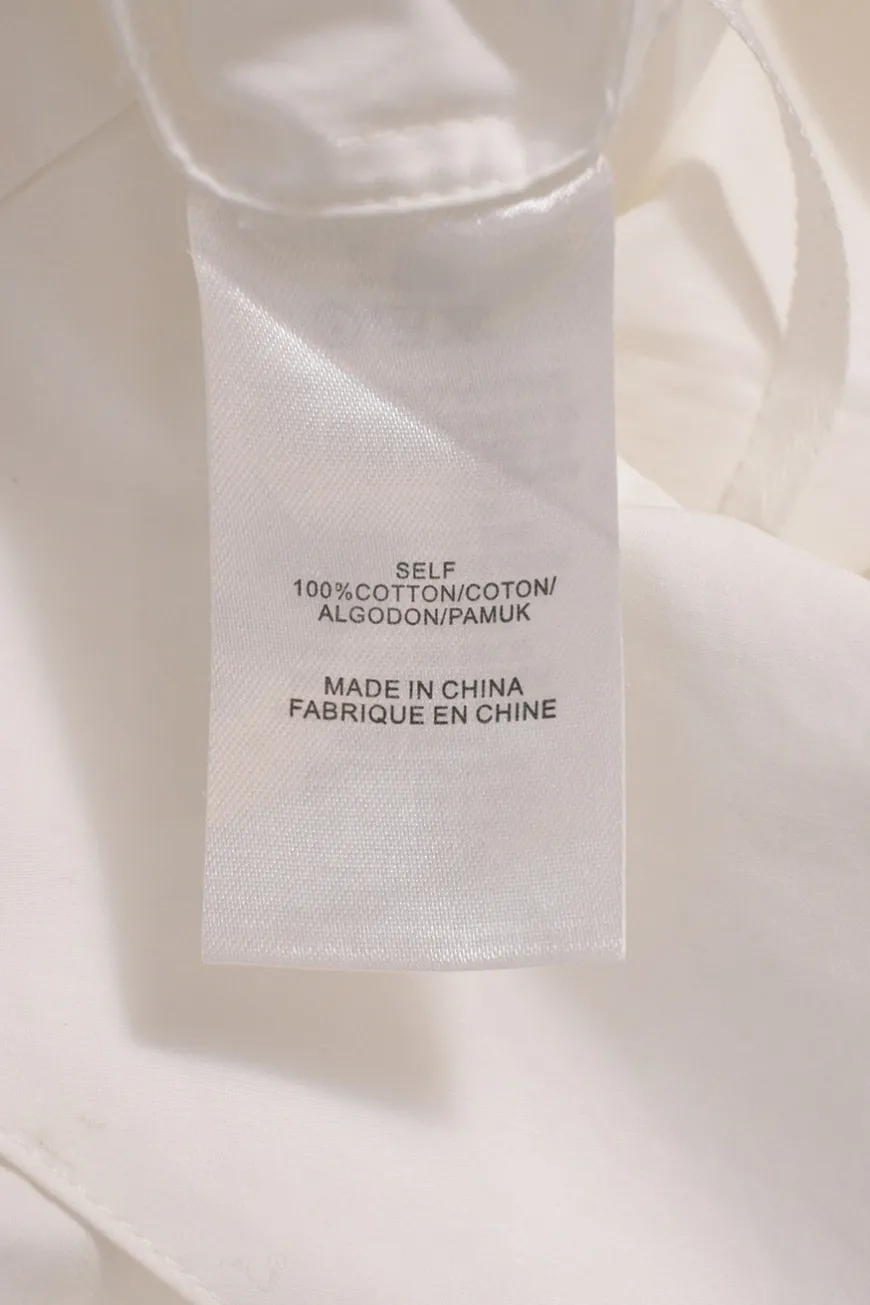 SELF
100%COTTON/COTON/
ALGODON/PAMUK
MADE IN CHINA
FABRIQUE EN CHINE